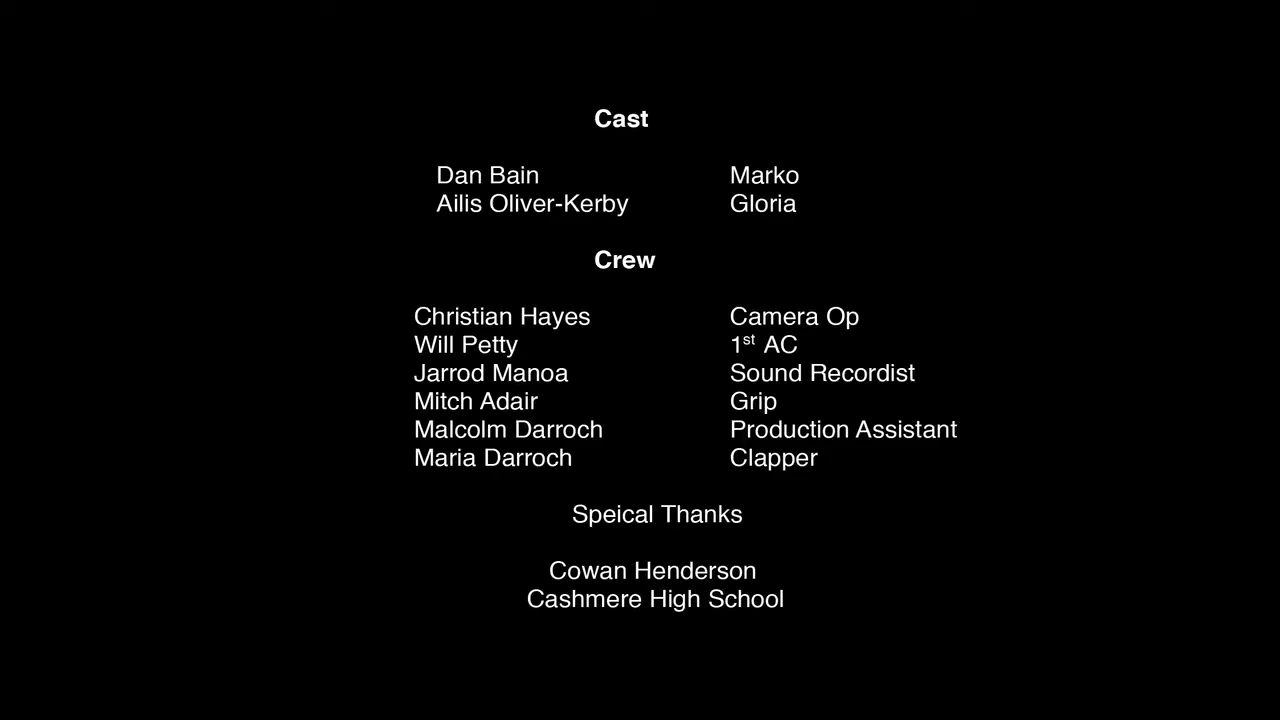 Cast
Dan Bain Marko
Ailis Oliver-Kerby Gloria
Crew
Christian Hayes Camera Op
Will Petty 1st AC
Jarrod Manoa Sound Recordist
Mitch Adair Grip
Malcolm Darroch Production Assistant
Maria Darroch Clapper
Speical Thanks
Cowan Henderson
Cashmere High School